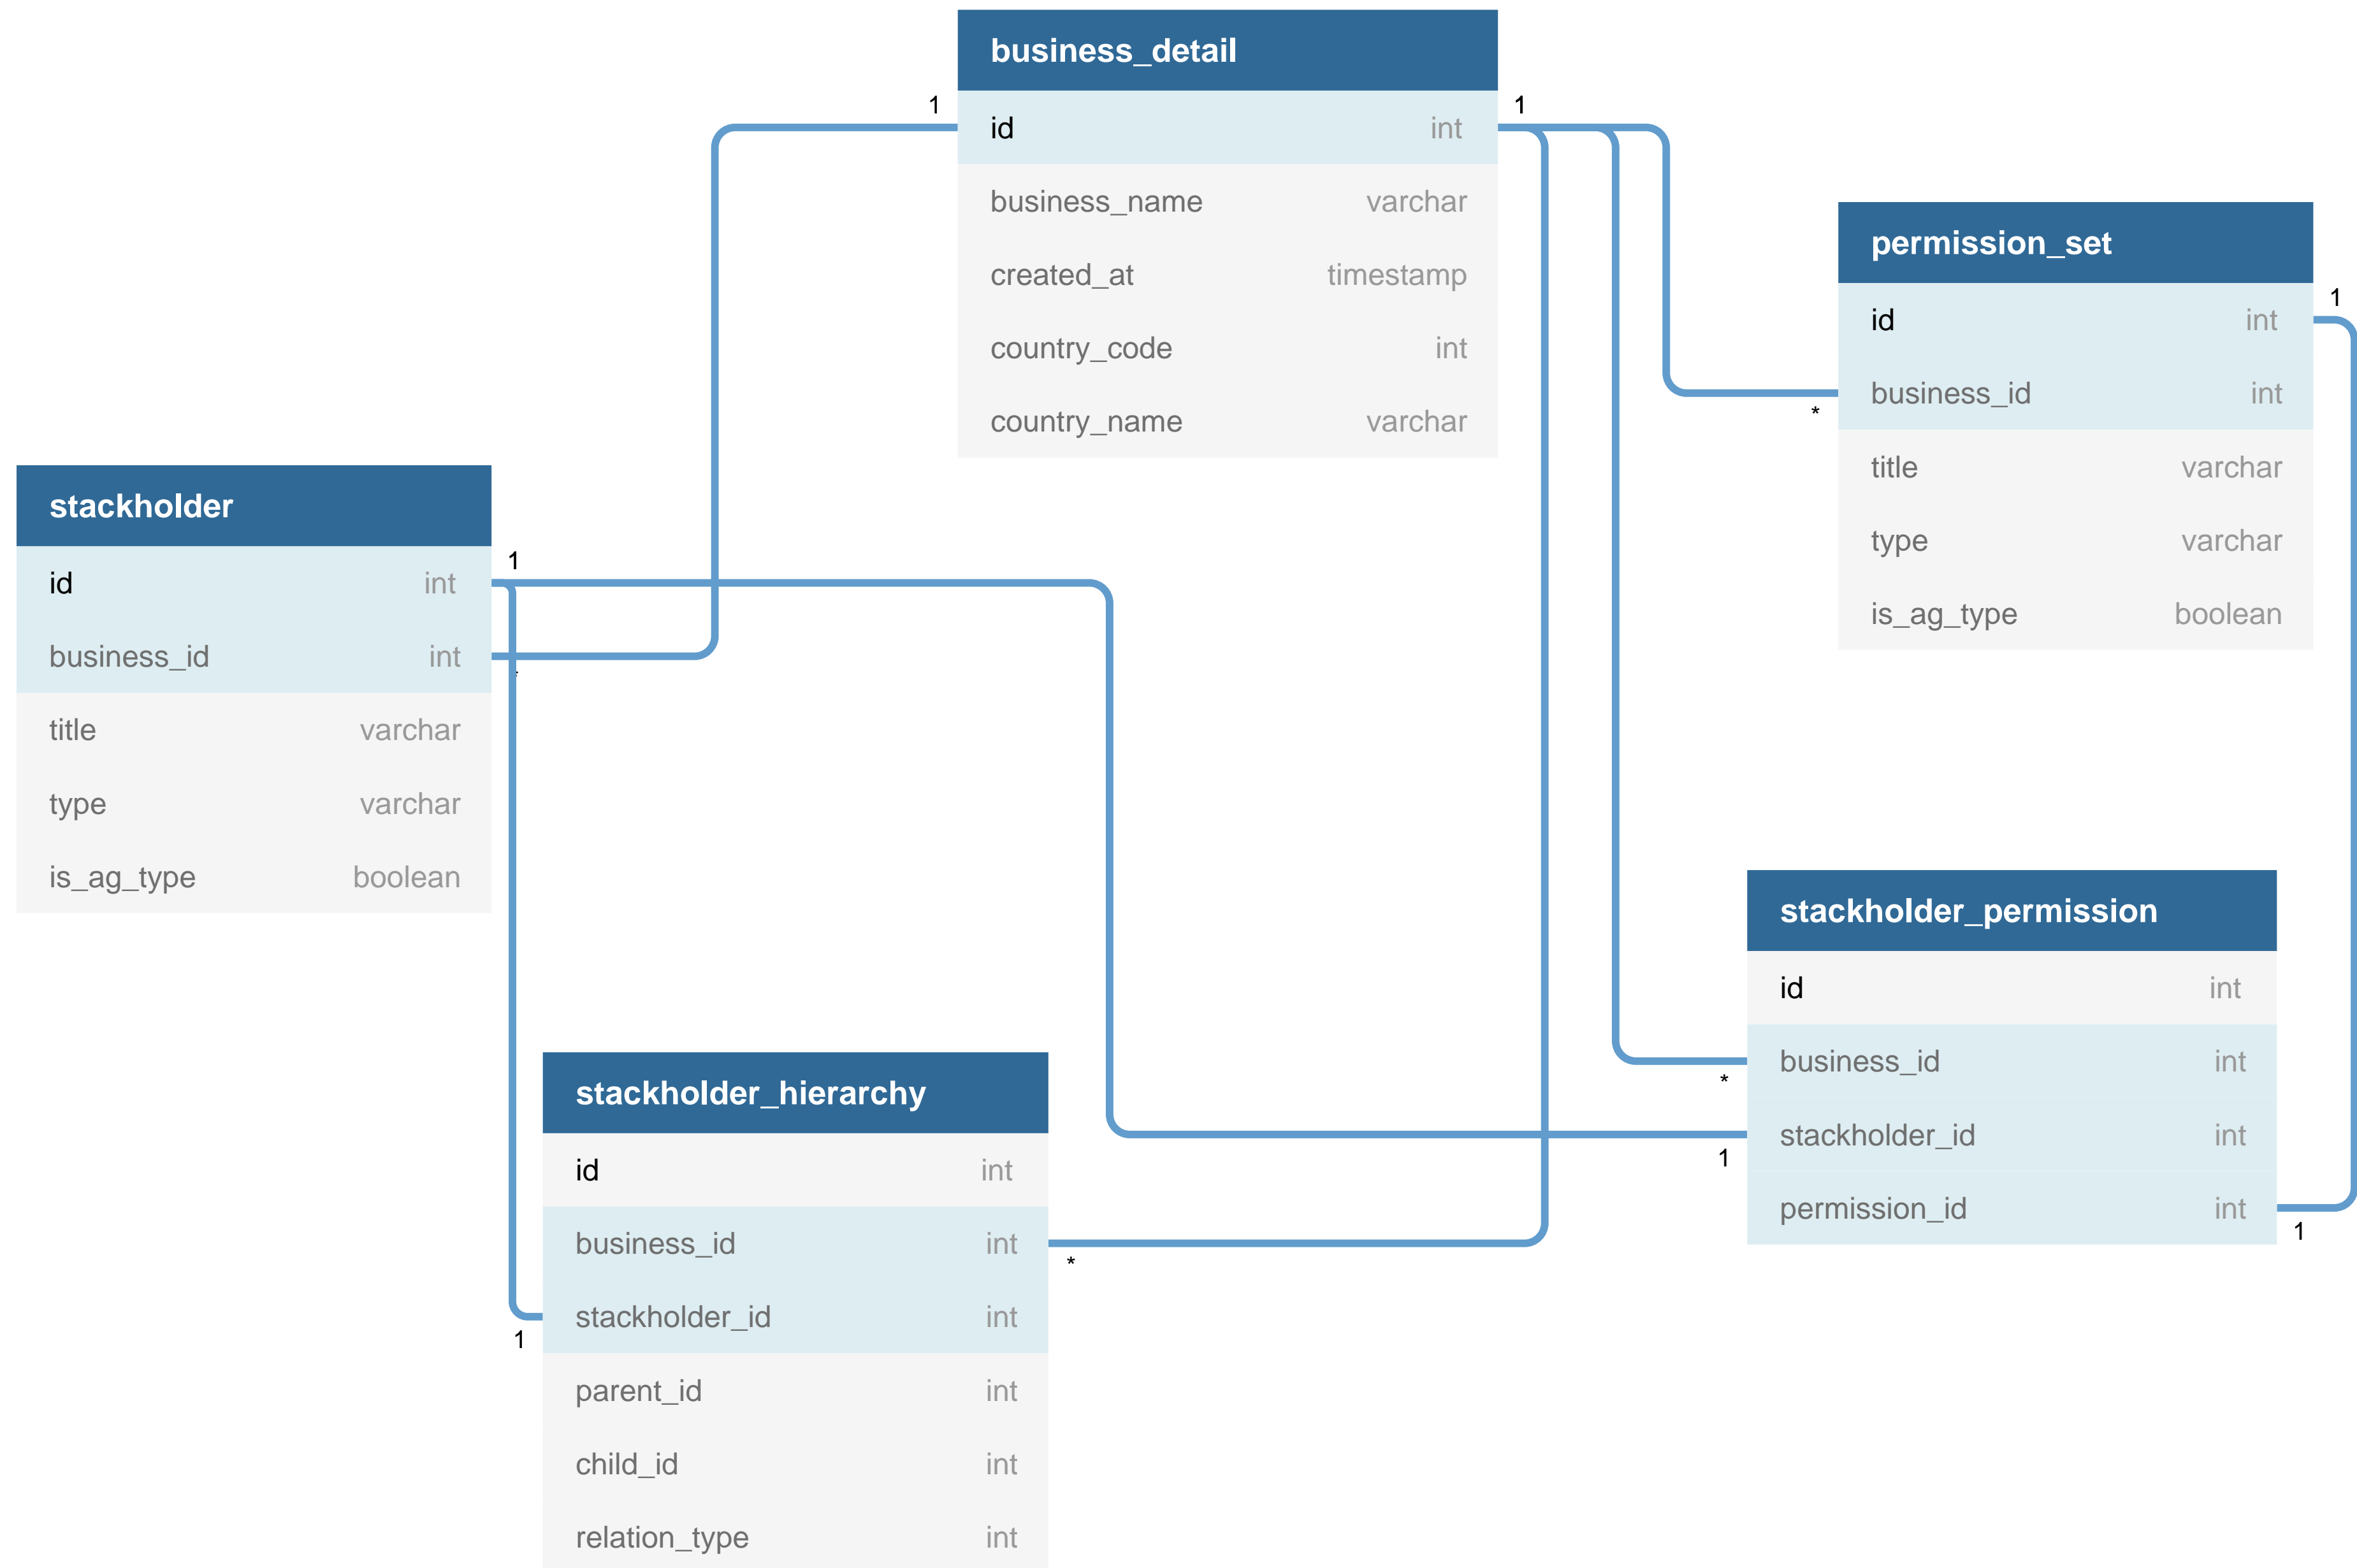 business_detail
1
1
id int
business_name varchar
created_at timestamp
country_code int
country_name varchar
permission_set
1
id int
business_id int
*
title varchar
type varchar
is_ag_type boolean
stackholder
1
id int
business_id int
*
title varchar
type varchar
is_ag_type boolean
stackholder_permission
id int
business_id int
*
stackholder_id int
1
permission_id int
1
stackholder_hierarchy
id int
business_id int
*
stackholder_id int
1
parent_id int
child_id int
relation_type int